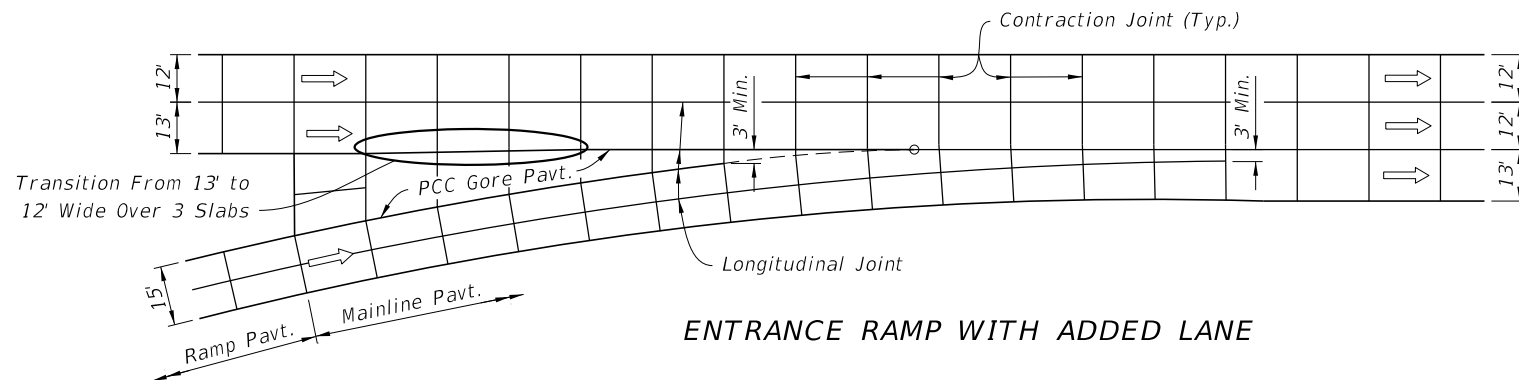 Contraction Joint (Typ.)
12'
13'
3' Min.
3' Min.
12'
12'
13'
Transition From 13' to
12' Wide Over 3 Slabs
PCC Gore Pavt.
Longitudinal Joint
15'
Mainline Pavt.
Ramp Pavt.
ENTRANCE RAMP WITH ADDED LANE